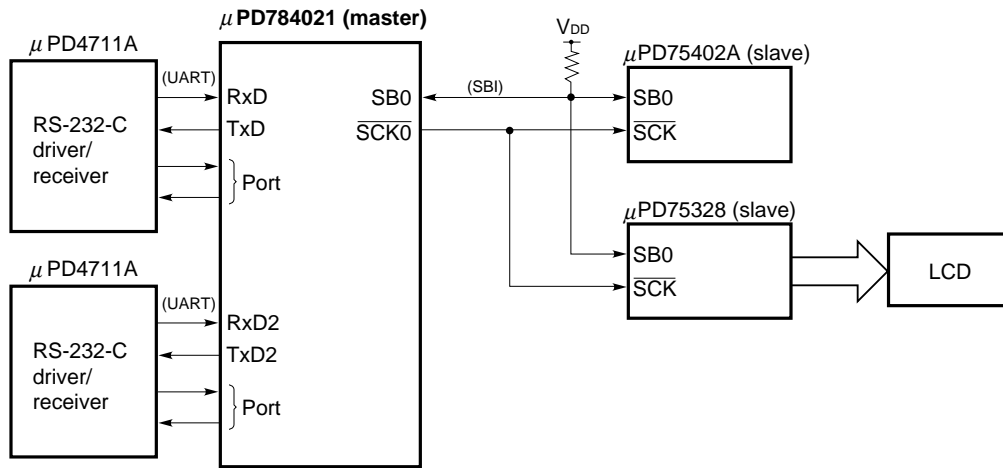 μPD784021 (master)
μPD4711A
(UART)
RS-232-C
driver/
receiver
RxD
TxD
Port
SB0
SCK0
(SBI)
VDD
μPD75402A (slave)
SB0
SCK
μPD75328 (slave)
SB0
SCK
LCD
μPD4711A
(UART)
RS-232-C
driver/
receiver
RxD2
TxD2
Port